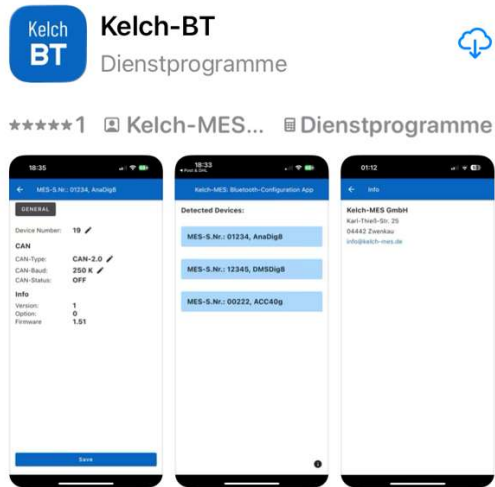 Kelch
BT
Kelch-BT
Dienstprogramme
★★★★★1 Kelch-MES... Dienstprogramme
18:35
← MES-S.Nr.: 01234, AnaDig8
GENERAL
Device Number: 19
CAN
CAN-Type: CAN-2.0
CAN-Baud: 250 K
CAN-Status: OFF
Info
Version: 1
Option: 0
Firmware 1.51
Save
18:33
Kelch-MES: Bluetooth-Configuration App
Detected Devices:
MES-S.Nr.: 01234, AnaDig8
MES-S.Nr.: 12345, DMSDig8
MES-S.Nr.: 00222, ACC40g
01:12
← Info
Kelch-MES GmbH
Karl-Thieß-Str. 25
04442 Zwenkau
info@kelch-mes.de